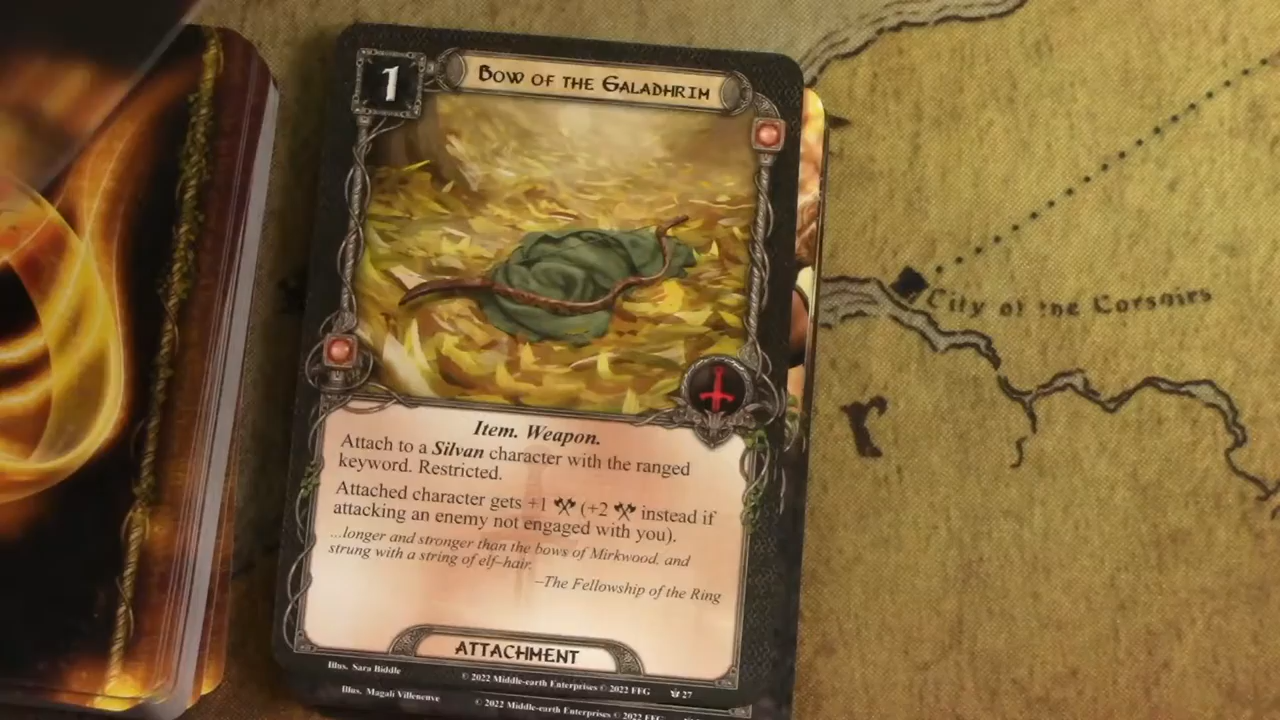 1
Bow of the Galadhrim
Item. Weapon.
Attach to a Silvan character with the ranged
keyword. Restricted.
Attached character gets +1 (+2 instead if
attacking an enemy not engaged with you).
...longer and stronger than the bows of Mirkwood, and
strung with a string of elf-hair.
–The Fellowship of the Ring
ATTACHMENT
Illus. Sara Biddle
© 2022 Middle-earth Enterprises © 2022 FFG
27
Illus. Magali Villeneuve
© 2022 Middle-earth Enterprises © 2022 FFG
City of the Corsairs
r